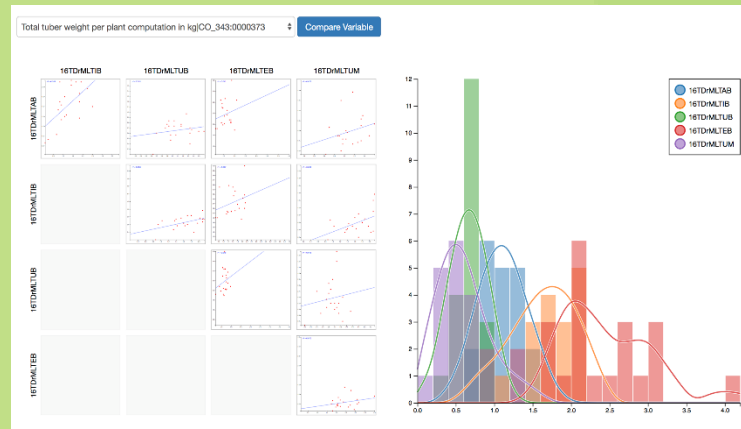 Total tuber weight per plant computation in kg|CO_343:0000373
Compare Variable
16TDrMLTIB 16TDrMLTUB 16TDrMLTEB 16TDrMLTUM
16TDrMLTAB
16TDrMLTIB
16TDrMLTUB
16TDrMLTEB
12
11
10
9
8
7
6
5
4
3
2
1
0
0.0 0.5 1.0 1.5 2.0 2.5 3.0 3.5 4.0
16TDrMLTAB
16TDrMLTIB
16TDrMLTUB
16TDrMLTEB
16TDrMLTUM